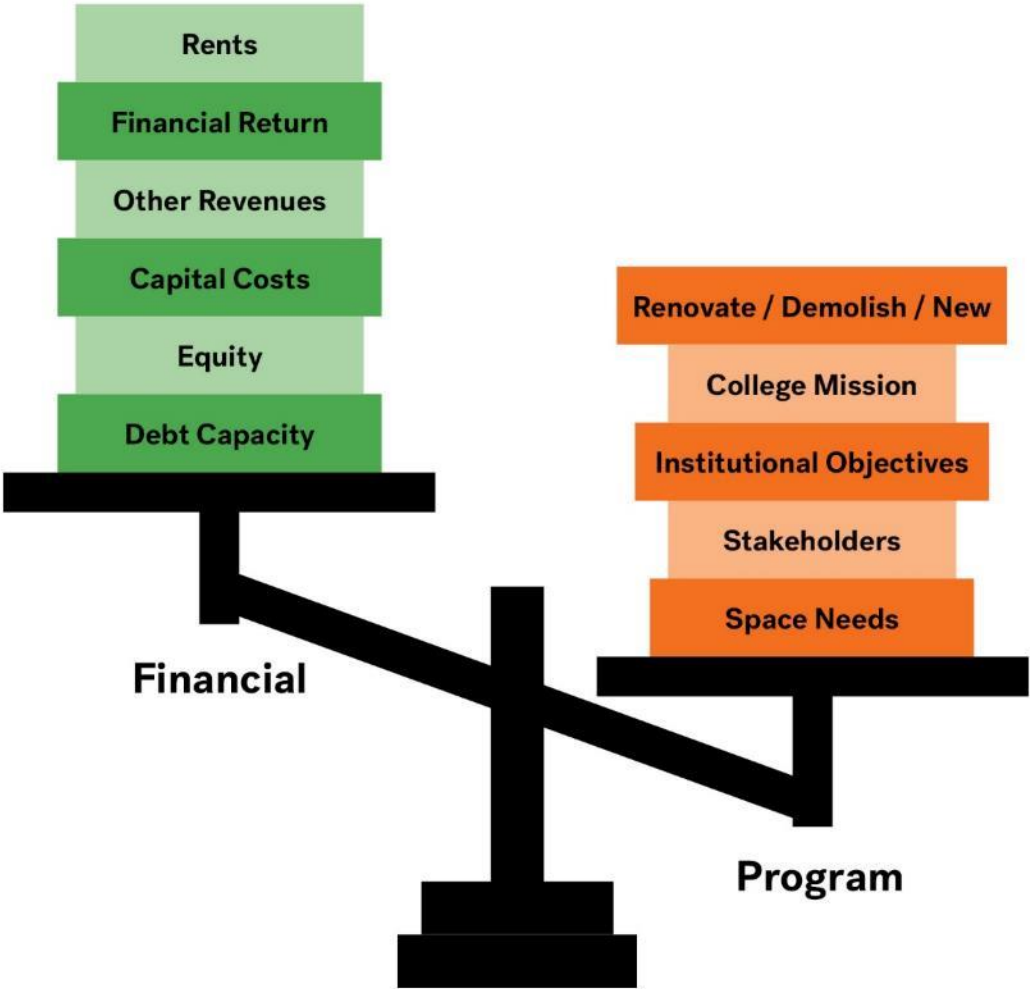 Rents
Financial Return
Other Revenues
Capital Costs
Equity
Debt Capacity
Financial
Renovate / Demolish / New
College Mission
Institutional Objectives
Stakeholders
Space Needs
Program